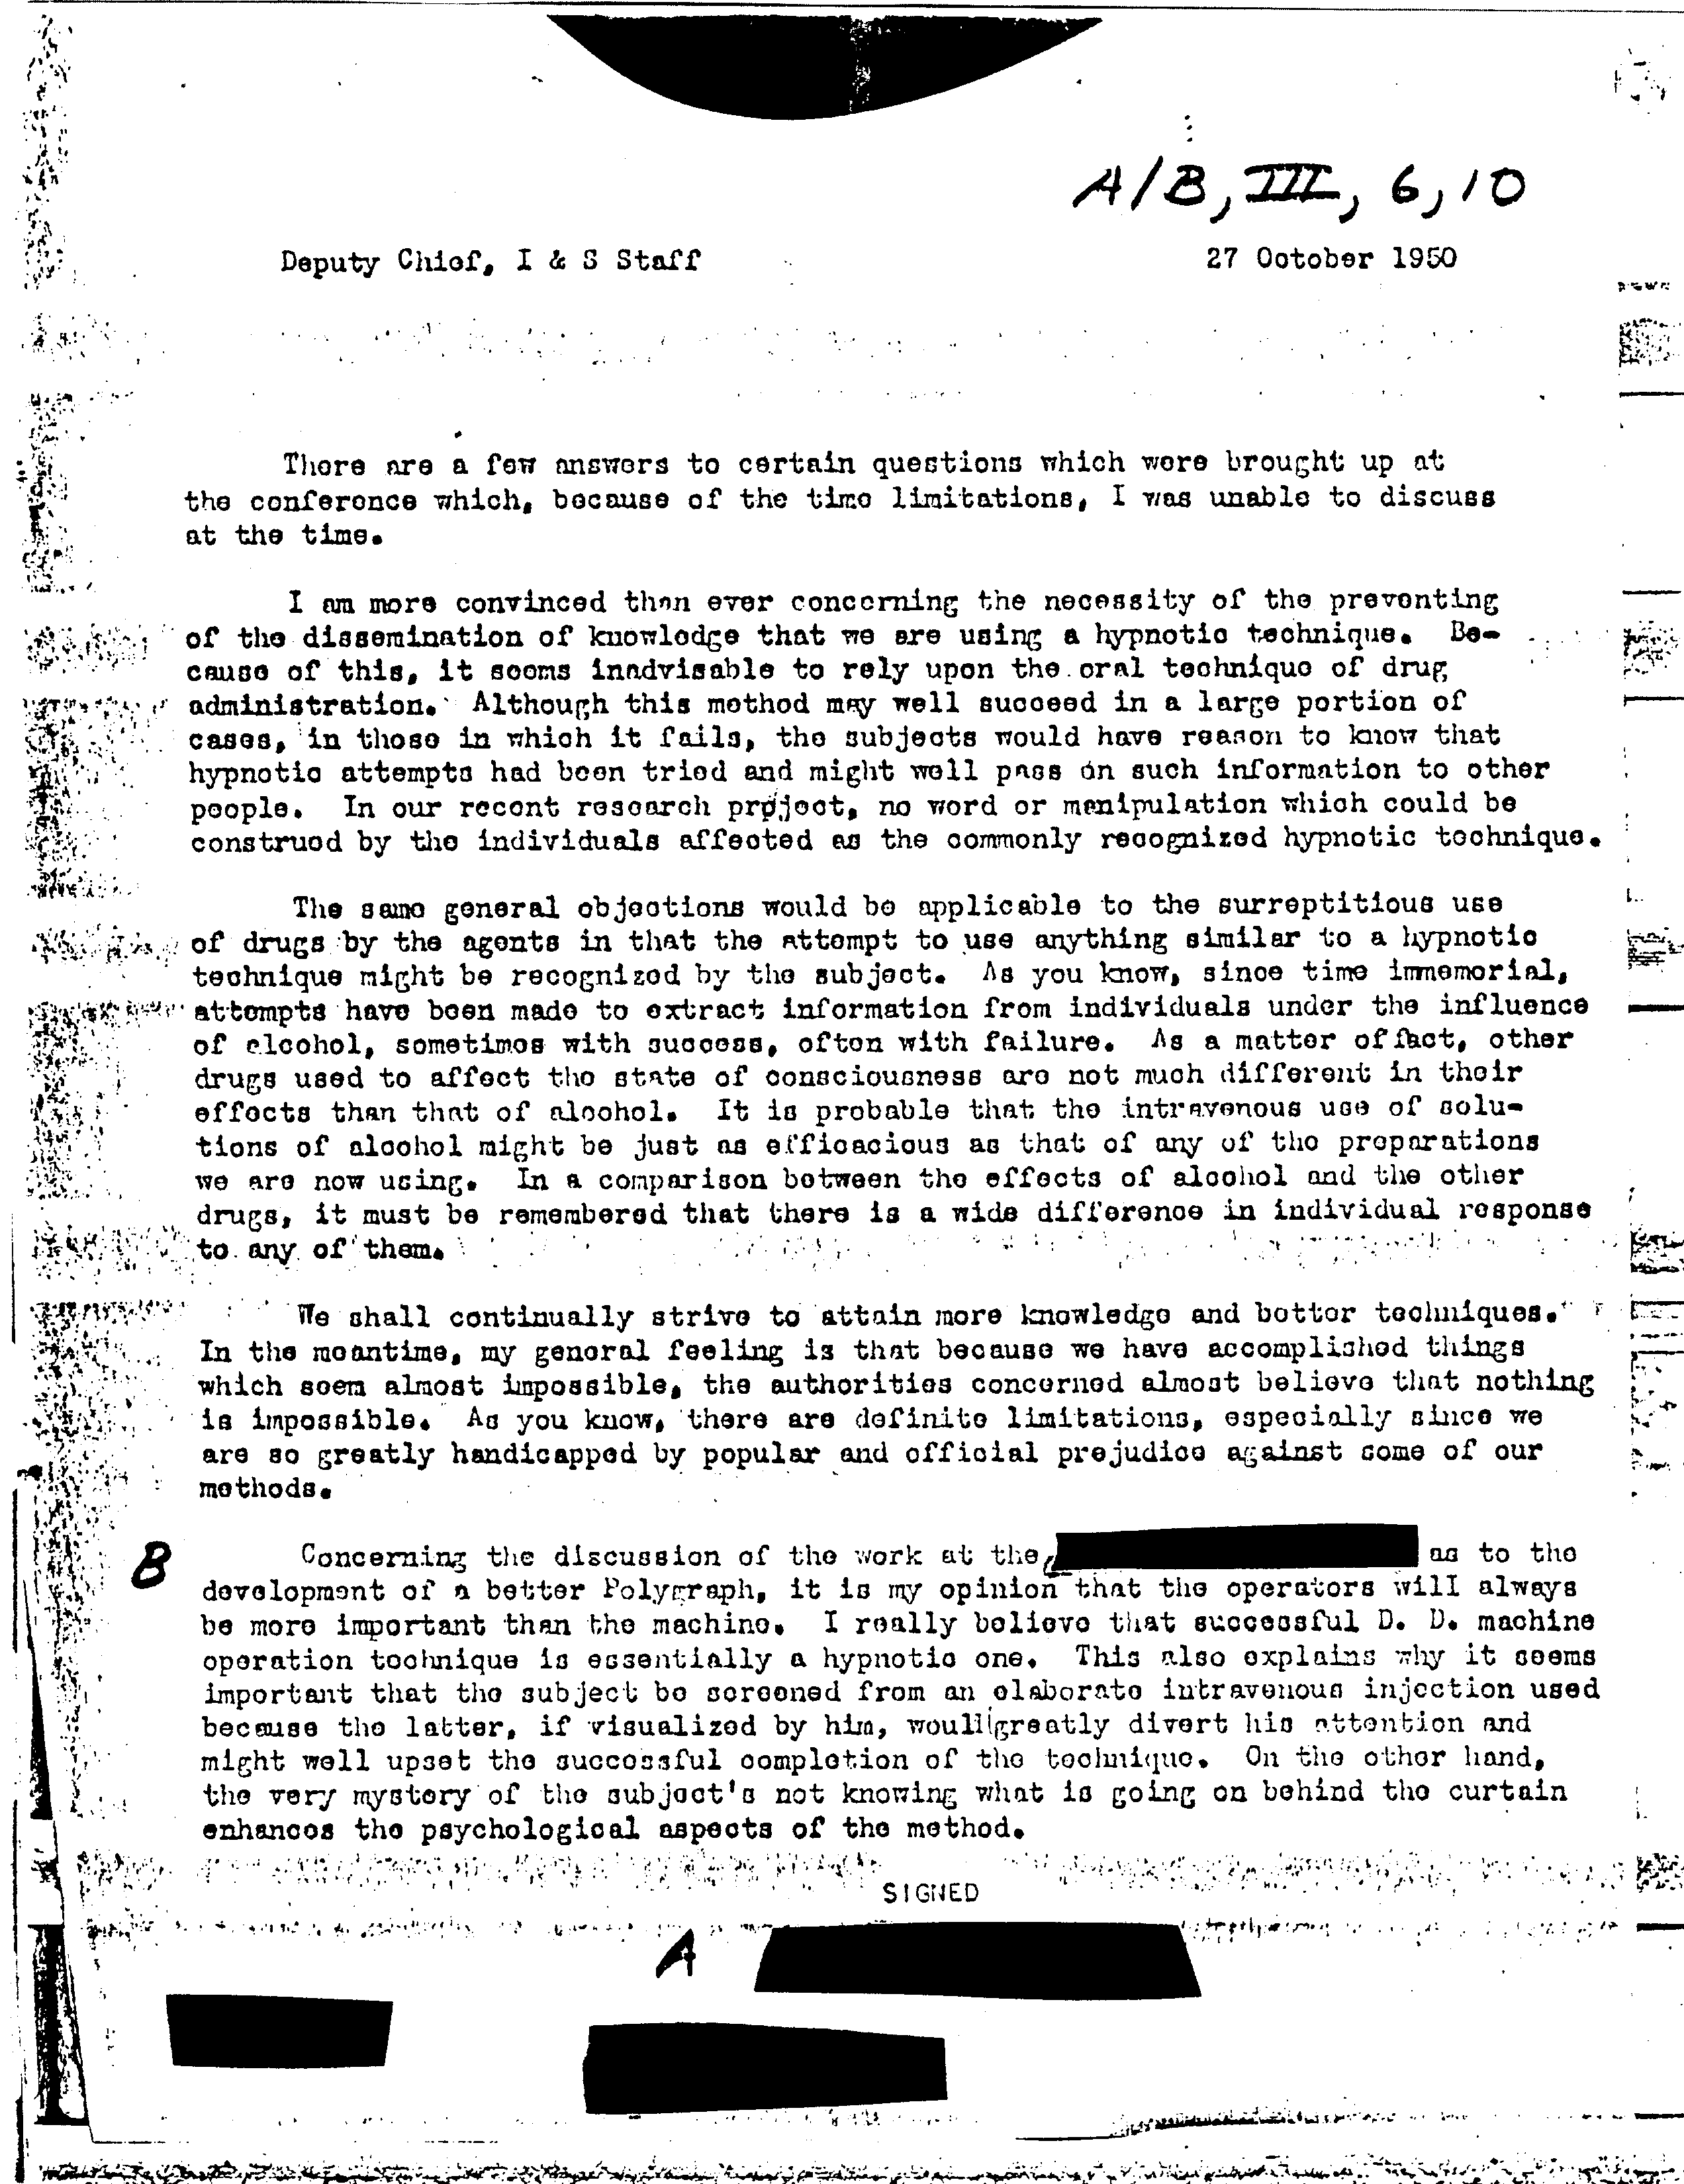 A/B, III, 6, 10
Deputy Chief, I & S Staff 27 October 1950
There are a few answers to certain questions which were brought up at
the conference which, because of the time limitations, I was unable to discuss
at the time.
I am more convinced than ever concerning the necessity of the preventing
of the dissemination of knowledge that we are using a hypnotic technique. Be-
cause of this, it seems inadvisable to rely upon the oral technique of drug
administration. Although this method may well succeed in a large portion of
cases, in those in which it fails, the subjects would have reason to know that
hypnotic attempts had been tried and might well pass on such information to other
people. In our recent research project, no word or manipulation which could be
construed by the individuals affected as the commonly recognized hypnotic technique.
The same general objections would be applicable to the surreptitious use
of drugs by the agents in that the attempt to use anything similar to a hypnotic
technique might be recognized by the subject. As you know, since time immemorial,
attempts have been made to extract information from individuals under the influence
of alcohol, sometimes with success, often with failure. As a matter of fact, other
drugs used to affect the state of consciousness are not much different in their
effects than that of alcohol. It is probable that the intravenous use of solu-
tions of alcohol might be just as efficacious as that of any of the preparations
we are now using. In a comparison between the effects of alcohol and the other
drugs, it must be remembered that there is a wide difference in individual response
to any of them.
We shall continually strive to attain more knowledge and better techniques.
In the meantime, my general feeling is that because we have accomplished things
which seem almost impossible, the authorities concerned almost believe that nothing
is impossible. As you know, there are definite limitations, especially since we
are so greatly handicapped by popular and official prejudice against some of our
methods.
B Concerning the discussion of the work at the as to the
development of a better Polygraph, it is my opinion that the operators will always
be more important than the machine. I really believe that successful D. D. machine
operation technique is essentially a hypnotic one. This also explains why it seems
important that the subject be screened from an elaborate intravenous injection used
because the latter, if visualized by him, would greatly divert his attention and
might well upset the successful completion of the technique. On the other hand,
the very mystery of the subject's not knowing what is going on behind the curtain
enhances the psychological aspects of the method.
SIGNED
A